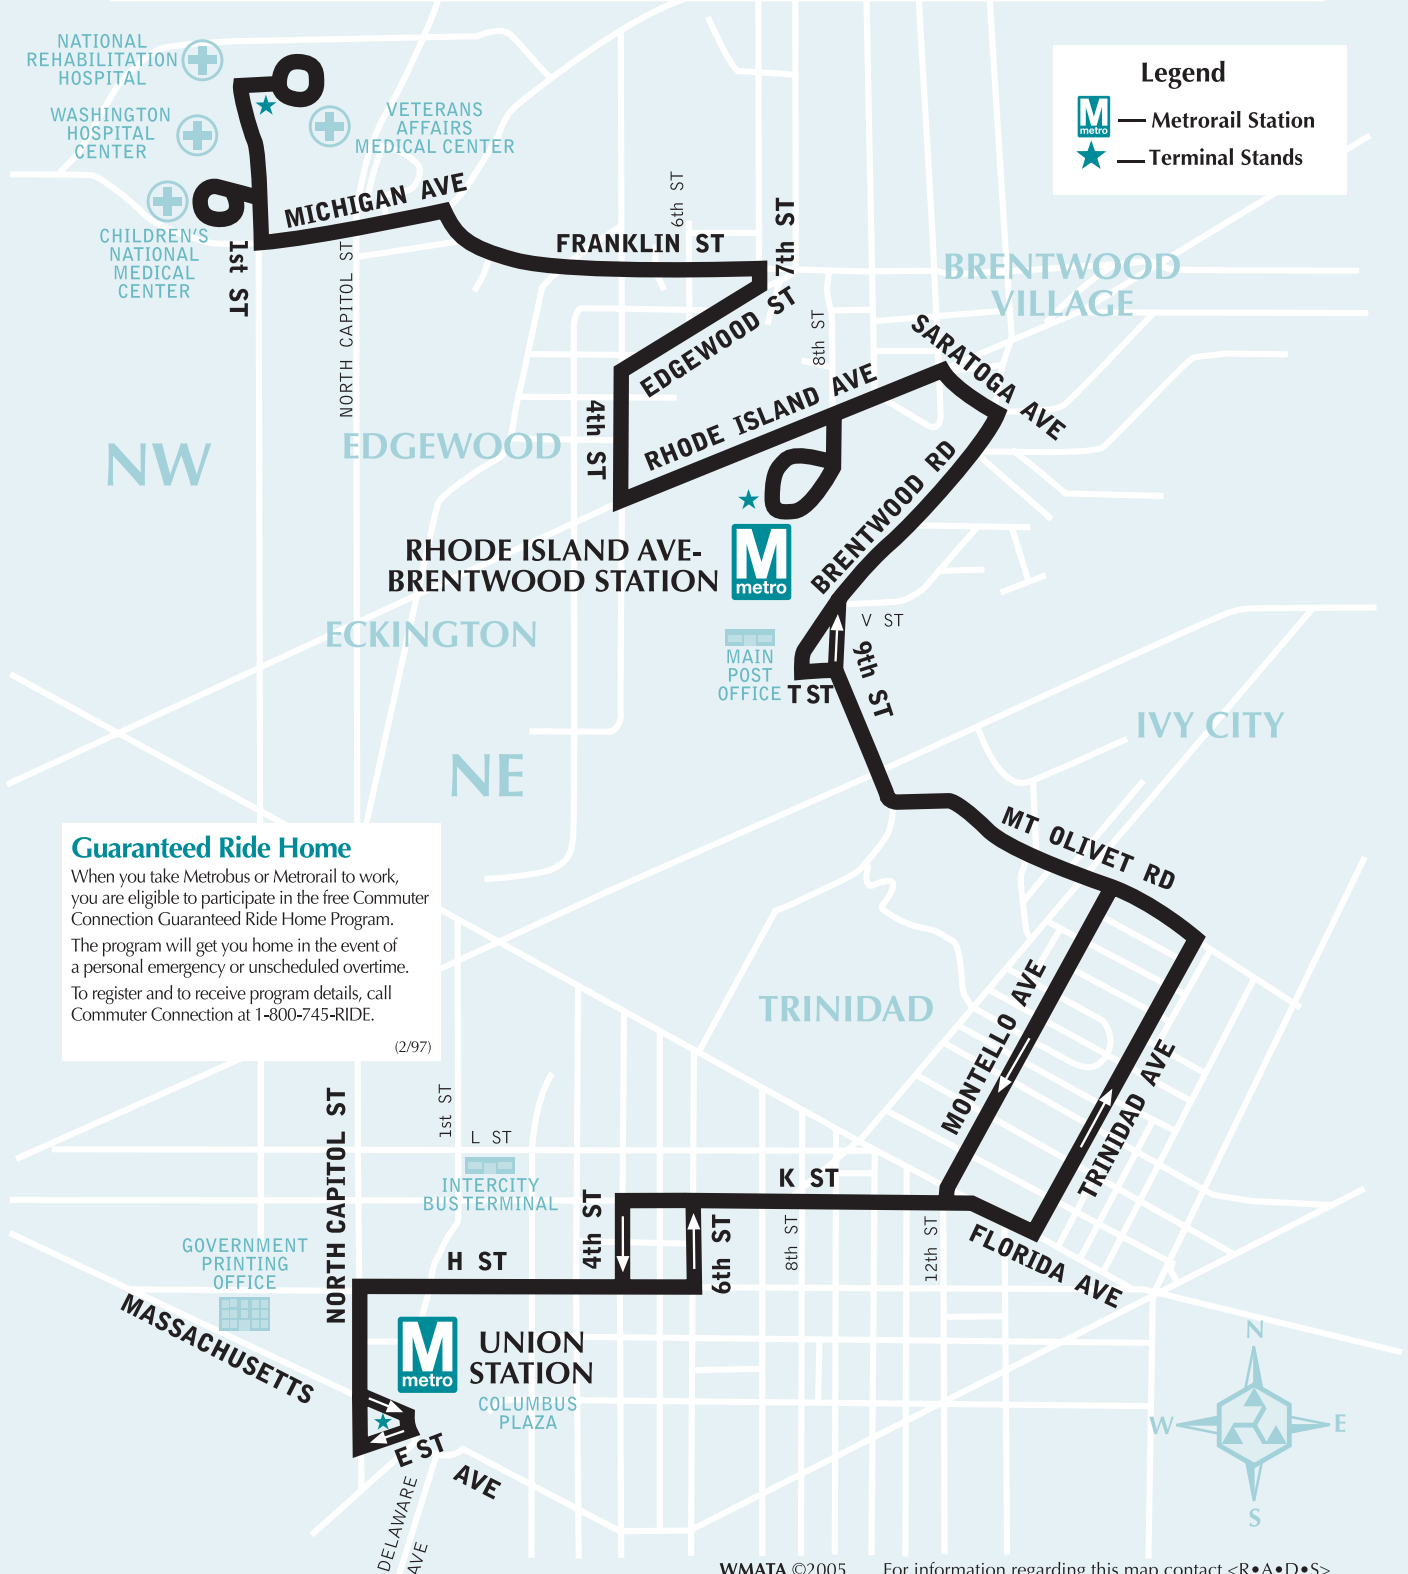 NATIONAL
REHABILITATION
HOSPITAL
WASHINGTON
HOSPITAL
CENTER
VETERANS
AFFAIRS
MEDICAL CENTER
CHILDREN'S
NATIONAL
MEDICAL
CENTER
1st ST
MICHIGAN AVE
NORTH CAPITOL ST
FRANKLIN ST
6th ST
7th ST
Legend
M
metro
Metrorail Station
Terminal Stands
BRENTWOOD
VILLAGE
EDGEWOOD ST
8th ST
SARATOGA AVE
RHODE ISLAND AVE
4th ST
NW
EDGEWOOD
BRENTWOOD RD
RHODE ISLAND AVE-
BRENTWOOD STATION
M
metro
ECKINGTON
V ST
9th ST
MAIN
POST
OFFICE
T ST
IVY CITY
NE
MT OLIVET RD
Guaranteed Ride Home
When you take Metrobus or Metrorail to work,
you are eligible to participate in the free Commuter
Connection Guaranteed Ride Home Program.
The program will get you home in the event of
a personal emergency or unscheduled overtime.
To register and to receive program details, call
Commuter Connection at 1-800-745-RIDE.
(2/97)
TRINIDAD
MONTELLO AVE
TRINIDAD AVE
NORTH CAPITOL ST
1st ST
L ST
INTERCITY
BUS TERMINAL
K ST
4th ST
6th ST
8th ST
12th ST
FLORIDA AVE
H ST
GOVERNMENT
PRINTING
OFFICE
MASSACHUSETTS
M
metro
UNION
STATION
COLUMBUS
PLAZA
E ST
AVE
DELAWARE
AVE
N
W
E
S
WMATA ©2005
For information regarding this map contact <R•A•D•S>